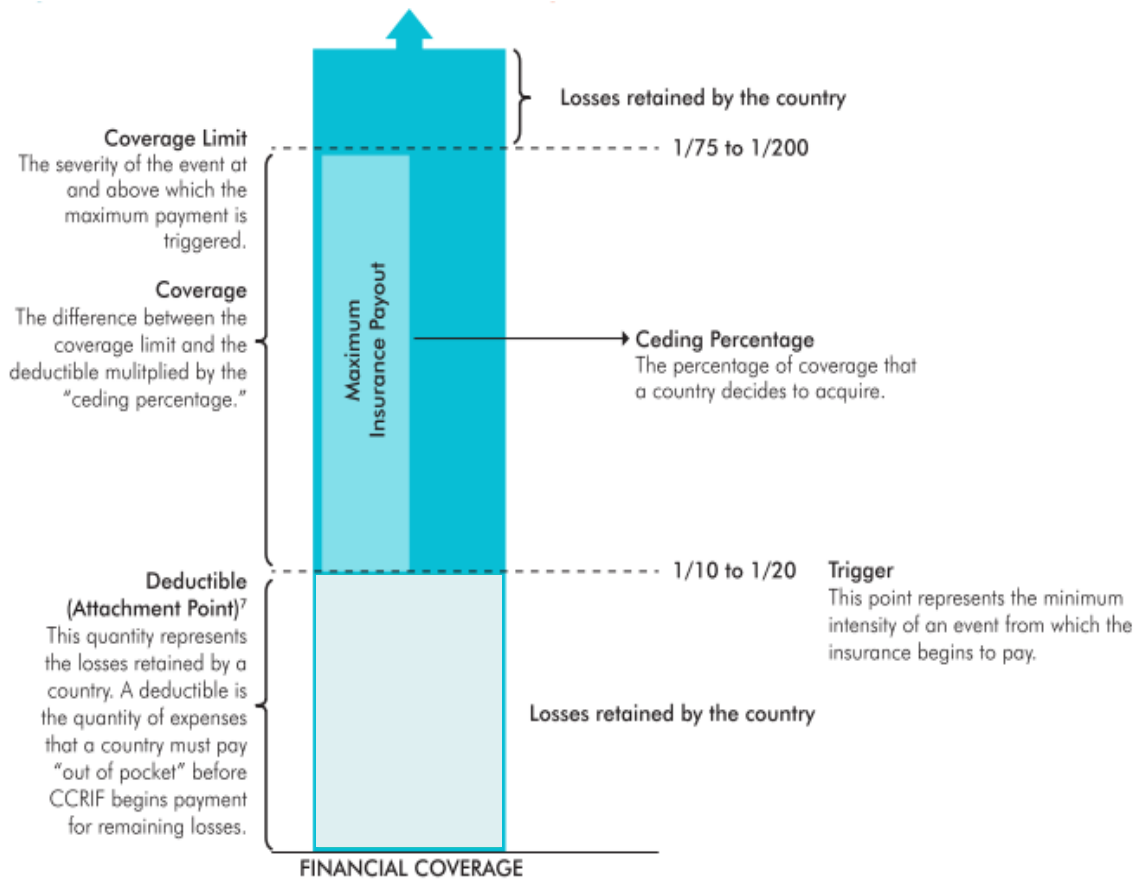 Losses retained by the country
Coverage Limit
The severity of the event at
and above which the
maximum payment is
triggered.
1/75 to 1/200
Coverage
The difference between the
coverage limit and the
deductible mulitplied by the
"ceding percentage."
Maximum
Insurance Payout
Ceding Percentage
The percentage of coverage that
a country decides to acquire.
Deductible
(Attachment Point)7
This quantity represents
the losses retained by a
country. A deductible is
the quantity of expenses
that a country must pay
"out of pocket" before
CCRIF begins payment
for remaining losses.
1/10 to 1/20
Trigger
This point represents the minimum
intensity of an event from which the
insurance begins to pay.
Losses retained by the country
FINANCIAL COVERAGE